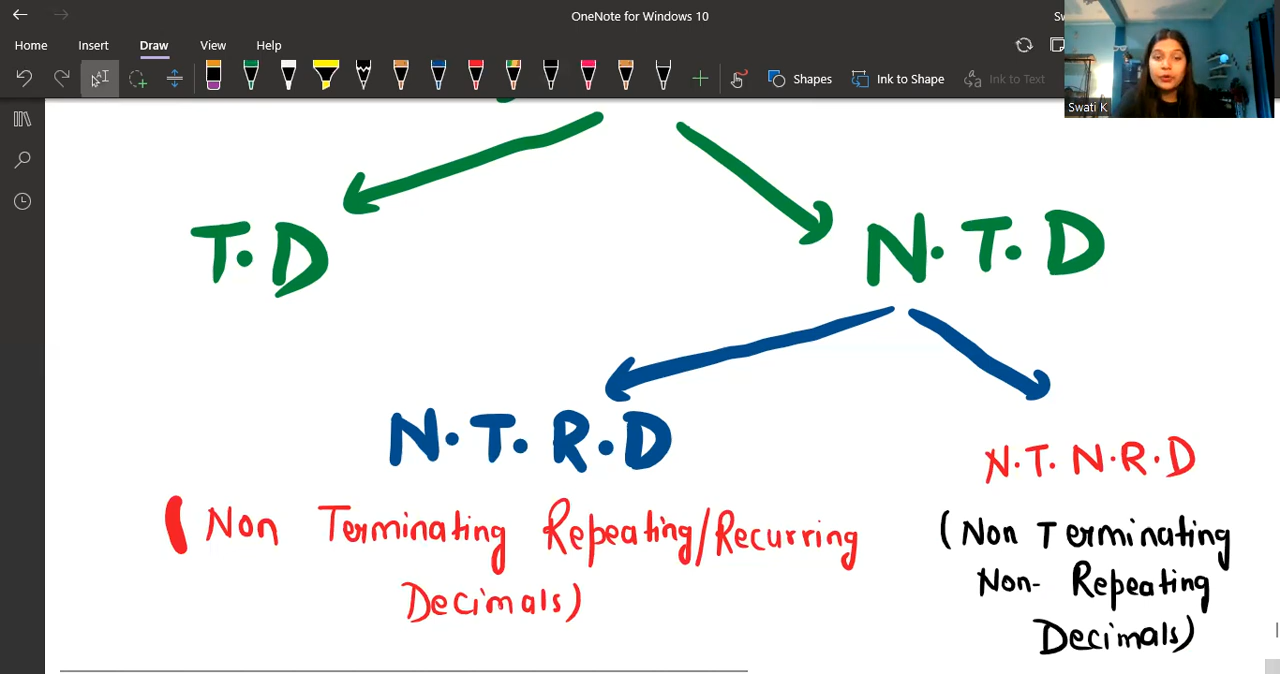 OneNote for Windows 10
Sw
Home Insert Draw View Help
Shapes Ink to Shape Ink to Text
Swati K
T.D
N.T.D
N.T.R.D
N.T.N.R.D
( Non Terminating Repeating/Recurring
Decimals)
(Non Terminating
Non- Repeating
Decimals)